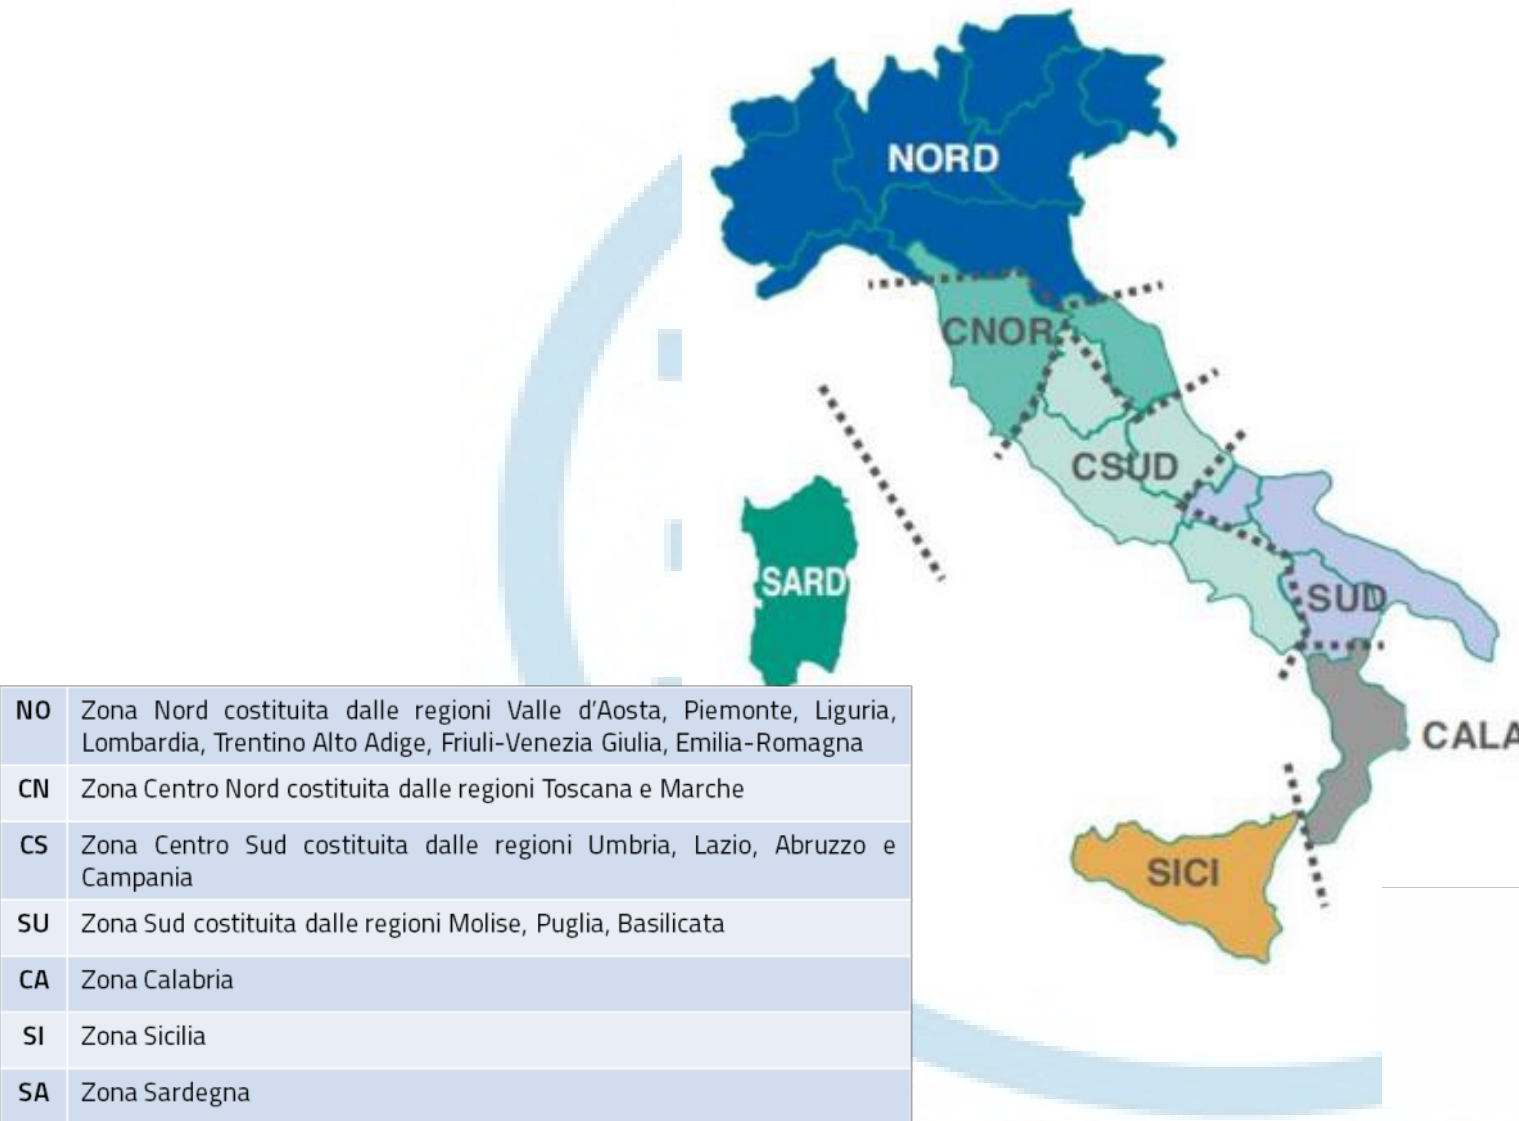 NORD
CNOR
CSUD
SARD
SUD
CALA
SICI
NO Zona Nord costituita dalle regioni Valle d'Aosta, Piemonte, Liguria,
Lombardia, Trentino Alto Adige, Friuli-Venezia Giulia, Emilia-Romagna
CN Zona Centro Nord costituita dalle regioni Toscana e Marche
CS Zona Centro Sud costituita dalle regioni Umbria, Lazio, Abruzzo e
Campania
SU Zona Sud costituita dalle regioni Molise, Puglia, Basilicata
CA Zona Calabria
SI Zona Sicilia
SA Zona Sardegna